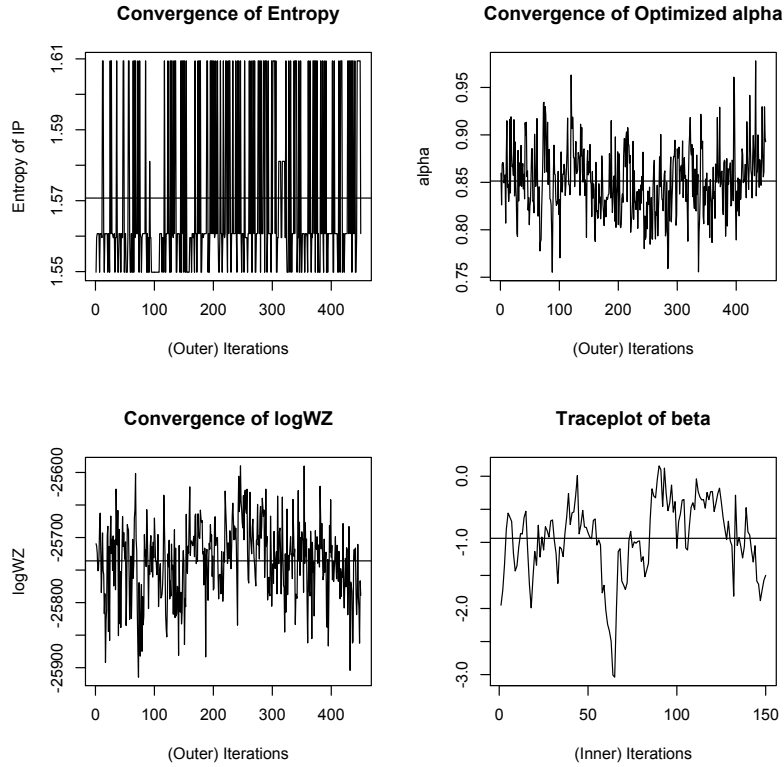 Convergence of Entropy
Entropy of IP
1.55 1.57 1.59 1.61
0 100 200 300 400
(Outer) Iterations
Convergence of Optimized alpha
alpha
0.75 0.80 0.85 0.90 0.95
0 100 200 300 400
(Outer) Iterations
Convergence of logWZ
logWZ
-25900 -25800 -25700 -25600
0 100 200 300 400
(Outer) Iterations
Traceplot of beta
-3.0 -2.0 -1.0 0.0
0 50 100 150
(Inner) Iterations